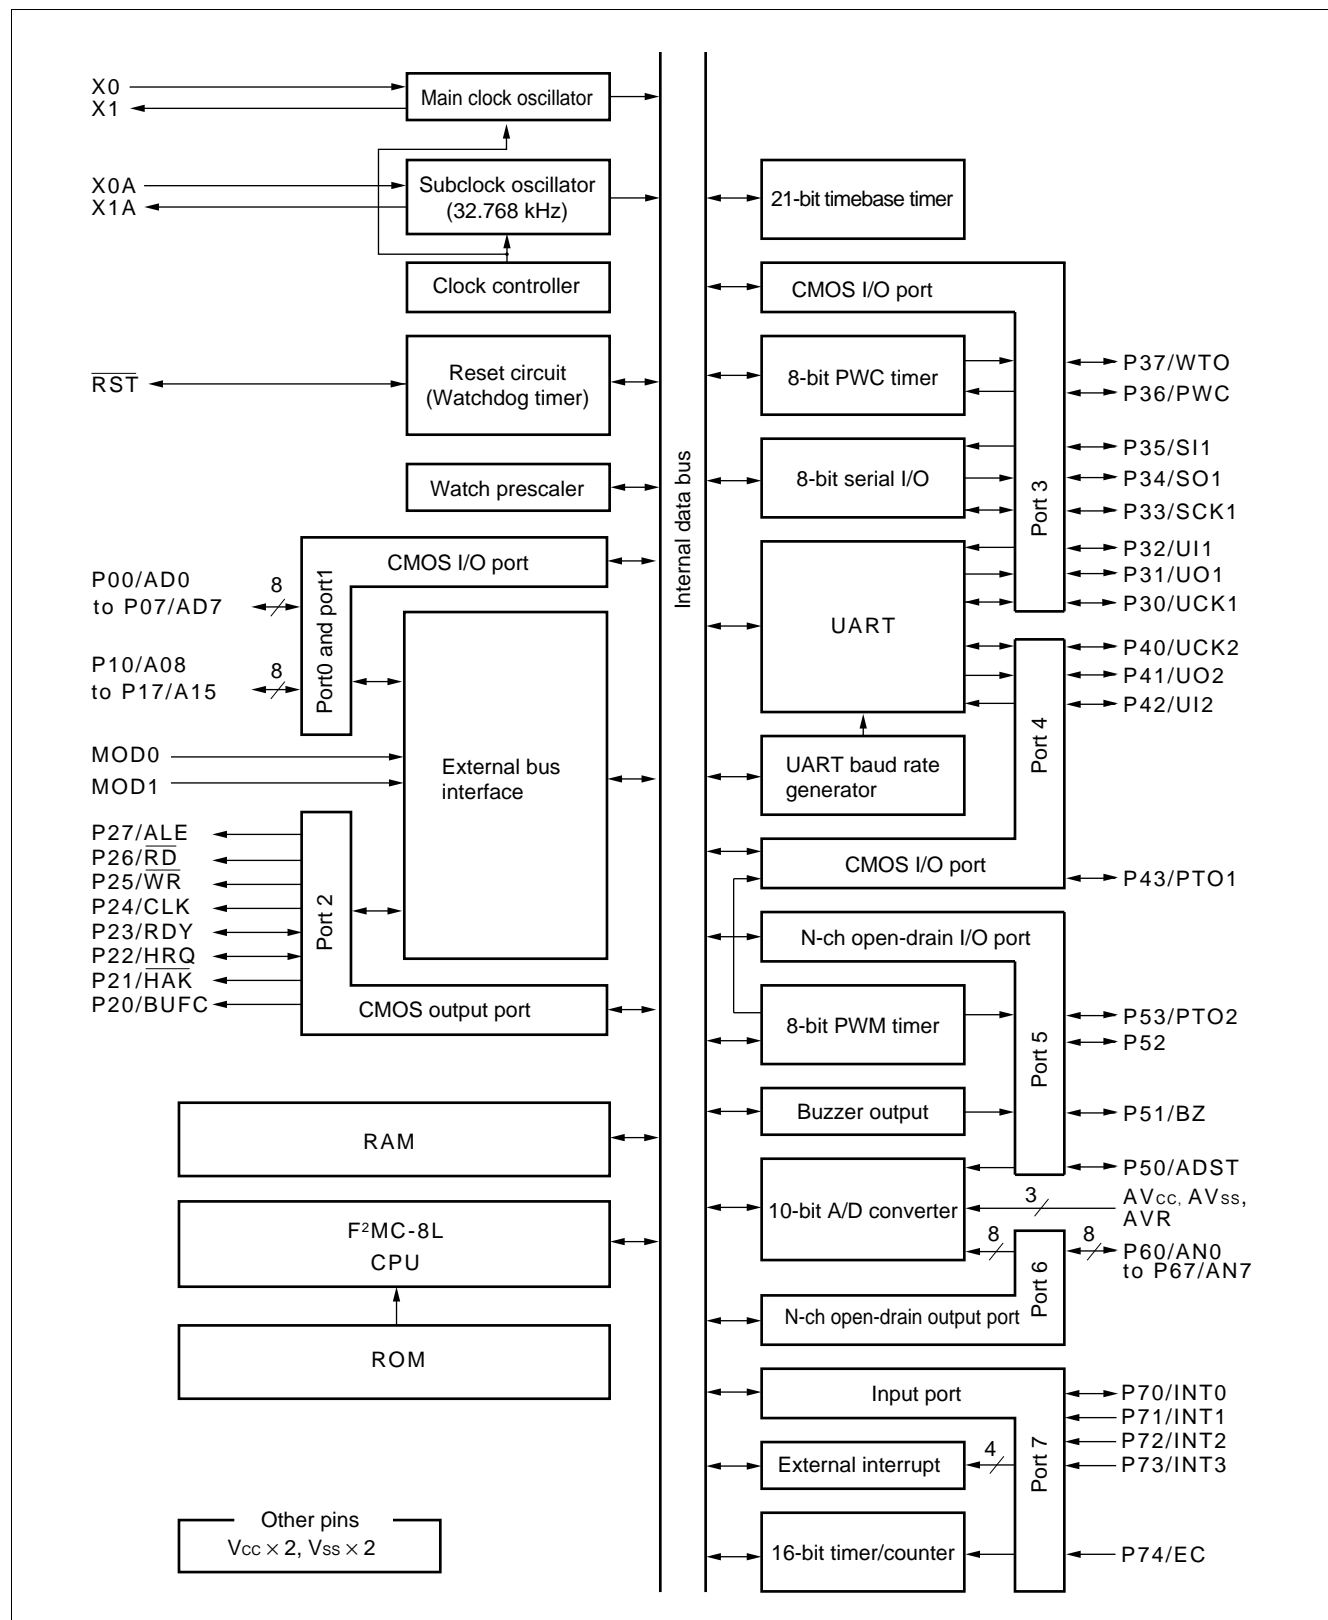 X0
X1
Main clock oscillator
X0A
X1A
Subclock oscillator
(32.768 kHz)
Clock controller
RST
Reset circuit
(Watchdog timer)
Watch prescaler
CMOS I/O port
Port0 and port1
P00/AD0
to P07/AD7
8
P10/A08
to P17/A15
8
MOD0
MOD1
External bus
interface
P27/ALE
P26/RD
P25/WR
P24/CLK
P23/RDY
P22/HRQ
P21/HAK
P20/BUFC
Port 2
CMOS output port
RAM
F²MC-8L
CPU
ROM
Other pins
Vcc × 2, Vss × 2
Internal data bus
21-bit timebase timer
CMOS I/O port
8-bit PWC timer
8-bit serial I/O
UART
Port 3
P37/WTO
P36/PWC
P35/SI1
P34/SO1
P33/SCK1
P32/UI1
P31/UO1
P30/UCK1
P40/UCK2
P41/UO2
P42/UI2
Port 4
UART baud rate
generator
CMOS I/O port
P43/PTO1
N-ch open-drain I/O port
8-bit PWM timer
Port 5
P53/PTO2
P52
Buzzer output
P51/BZ
P50/ADST
10-bit A/D converter
3
AVcc, AVss,
AVR
8
8
P60/AN0
to P67/AN7
Port 6
N-ch open-drain output port
Input port
Port 7
P70/INT0
P71/INT1
P72/INT2
P73/INT3
External interrupt
4
16-bit timer/counter
P74/EC